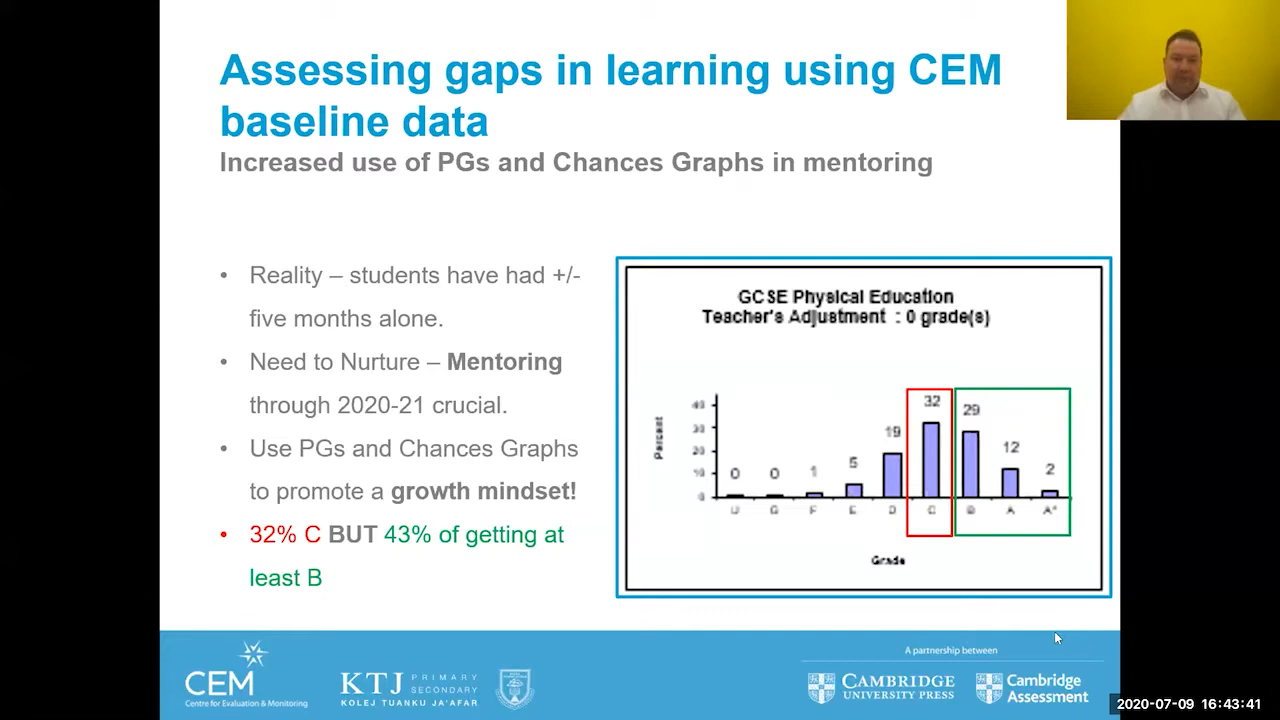 Assessing gaps in learning using CEM
baseline data
Increased use of PGs and Chances Graphs in mentoring
• Reality – students have had +/-
five months alone.
• Need to Nurture – Mentoring
through 2020-21 crucial.
• Use PGs and Chances Graphs
to promote a growth mindset!
• 32% C BUT 43% of getting at
least B
GCSE Physical Education
Teacher's Adjustment : 0 grade(s)
Percent
40
30
20
10
0
0 0 1 5 19 32 29 12 2
U G F E D C B A A*
Grade
CEM
Centre for Evaluation & Monitoring
KTJ PRIMARY
SECONDARY
KOLEJ TUANKU JA'AFAR
A partnership between
CAMBRIDGE
UNIVERSITY PRESS
Cambridge
Assessment
2020-07-09 16:43:41